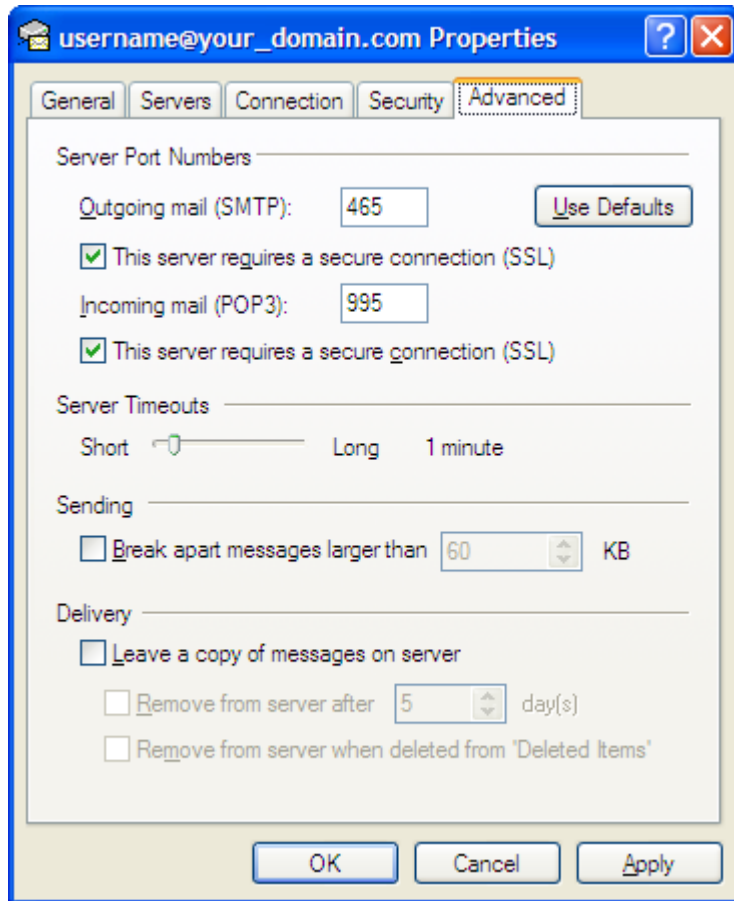 username@your_domain.com Properties
General Servers Connection Security Advanced
Server Port Numbers
Outgoing mail (SMTP): 465 Use Defaults
This server requires a secure connection (SSL)
Incoming mail (POP3): 995
This server requires a secure connection (SSL)
Server Timeouts
Short Long 1 minute
Sending
Break apart messages larger than 60 KB
Delivery
Leave a copy of messages on server
Remove from server after 5 day(s)
Remove from server when deleted from 'Deleted Items'
OK Cancel Apply